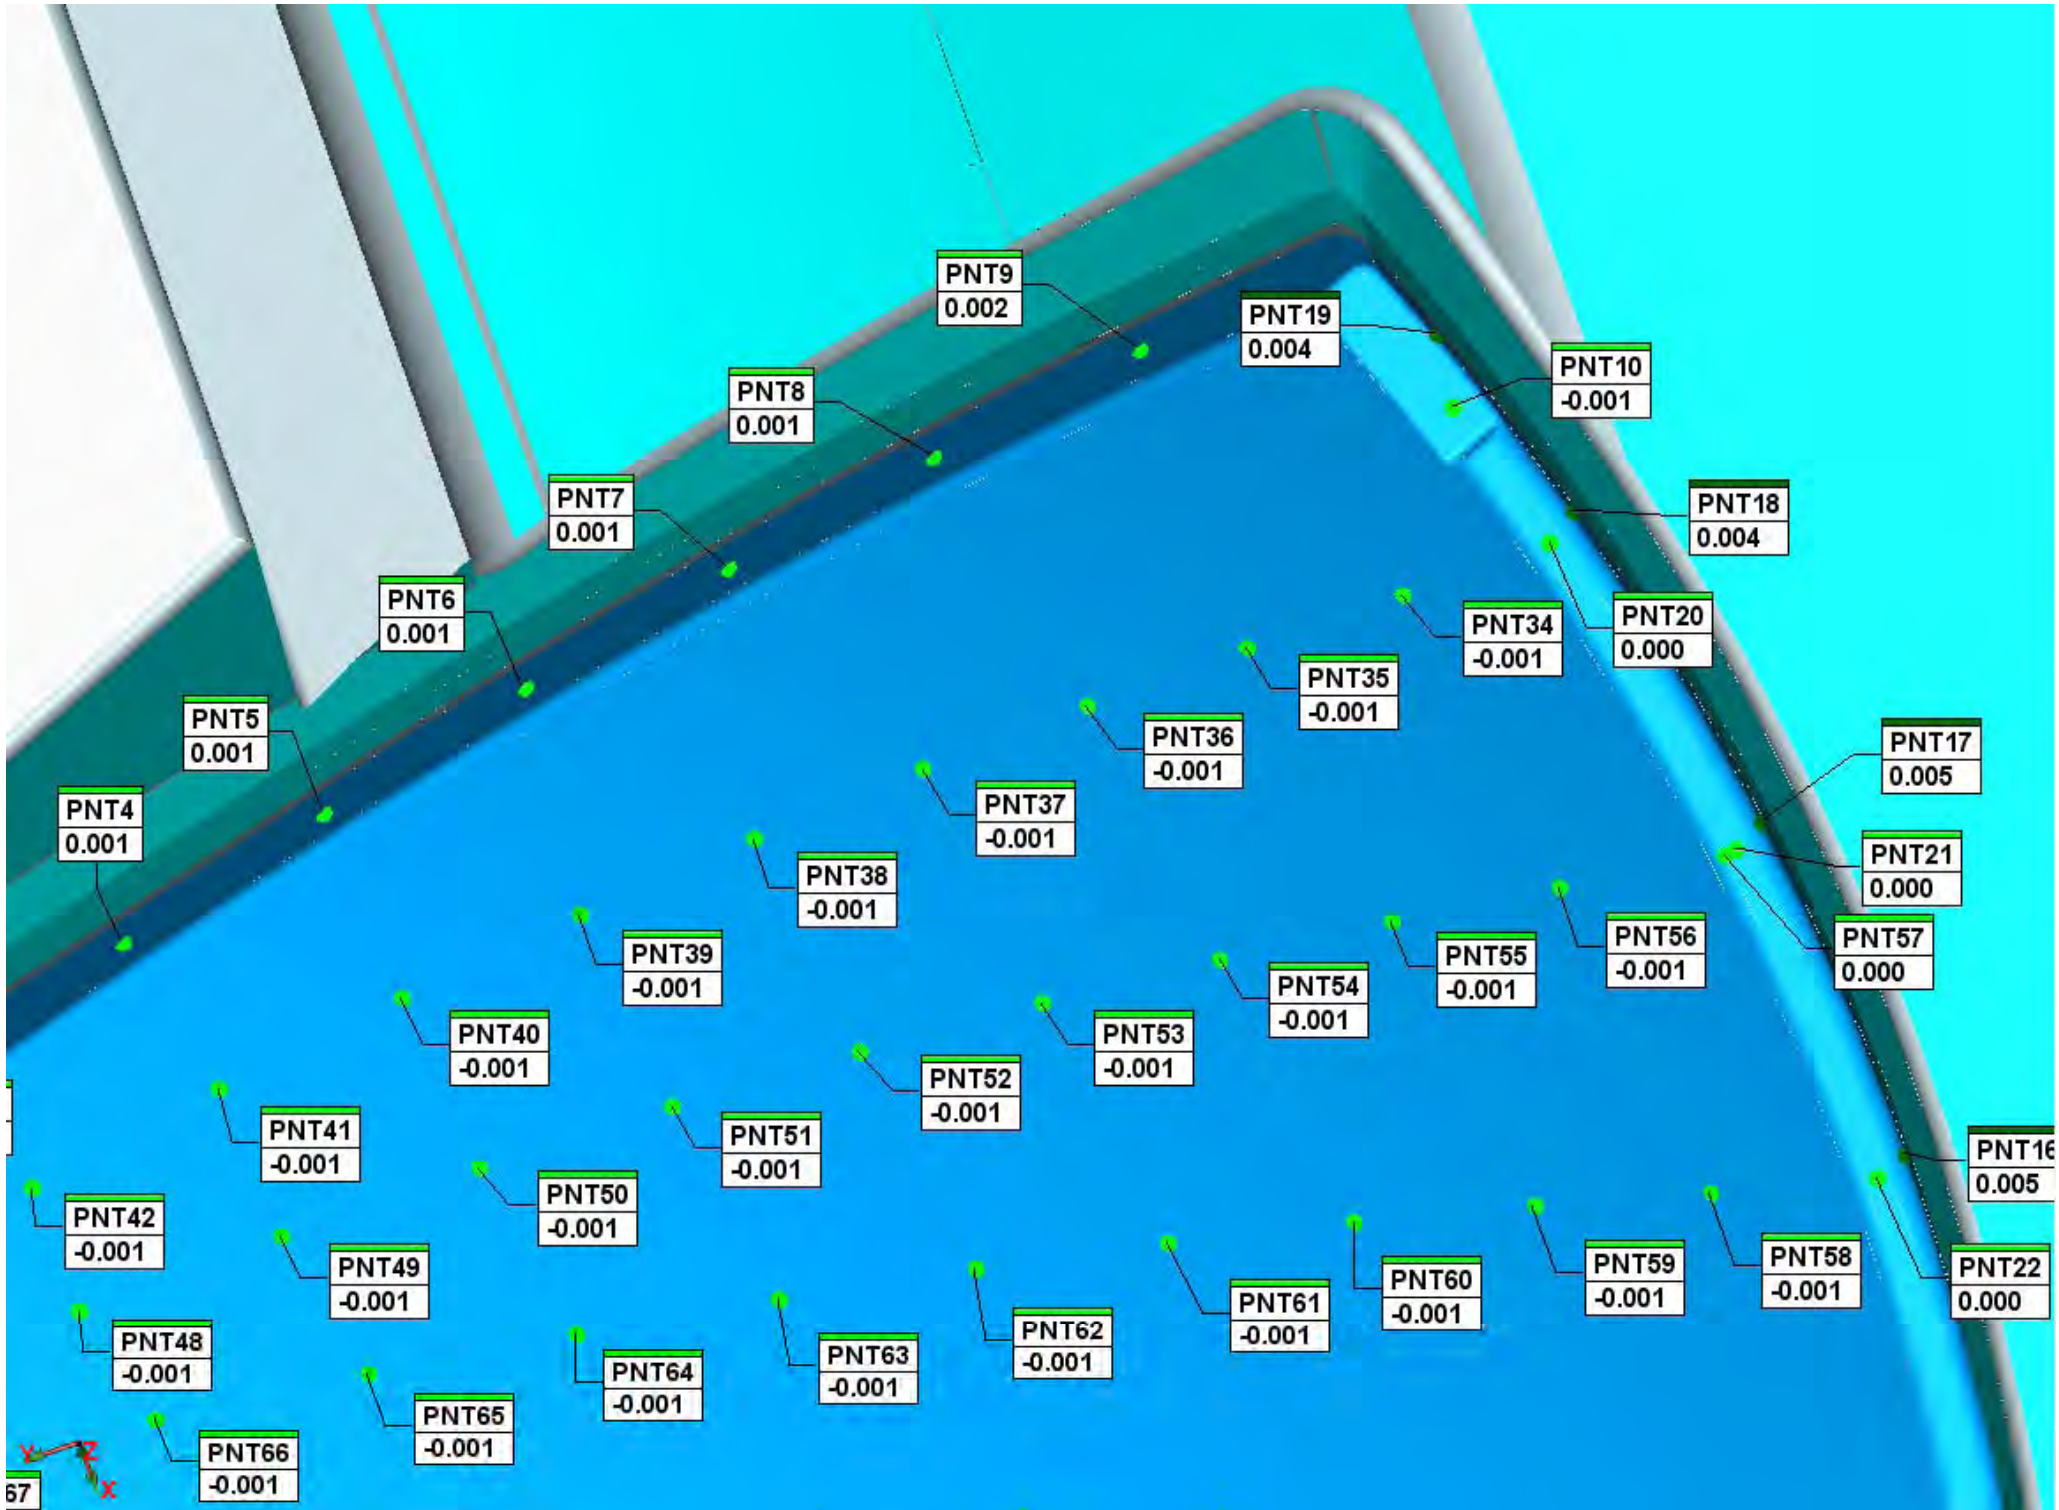 PNT9
0.002
PNT19
0.004
PNT10
-0.001
PNT8
0.001
PNT7
0.001
PNT18
0.004
PNT6
0.001
PNT20
0.000
PNT34
-0.001
PNT35
-0.001
PNT5
0.001
PNT36
-0.001
PNT17
0.005
PNT4
0.001
PNT37
-0.001
PNT21
0.000
PNT38
-0.001
PNT56
-0.001
PNT57
0.000
PNT39
-0.001
PNT55
-0.001
PNT54
-0.001
PNT40
-0.001
PNT53
-0.001
PNT52
-0.001
PNT41
-0.001
PNT51
-0.001
PNT16
0.005
PNT50
-0.001
PNT42
-0.001
PNT49
-0.001
PNT59
-0.001
PNT58
-0.001
PNT22
0.000
PNT60
-0.001
PNT61
-0.001
PNT62
-0.001
PNT48
-0.001
PNT63
-0.001
PNT64
-0.001
PNT65
-0.001
PNT66
-0.001
Y
Z
X
67